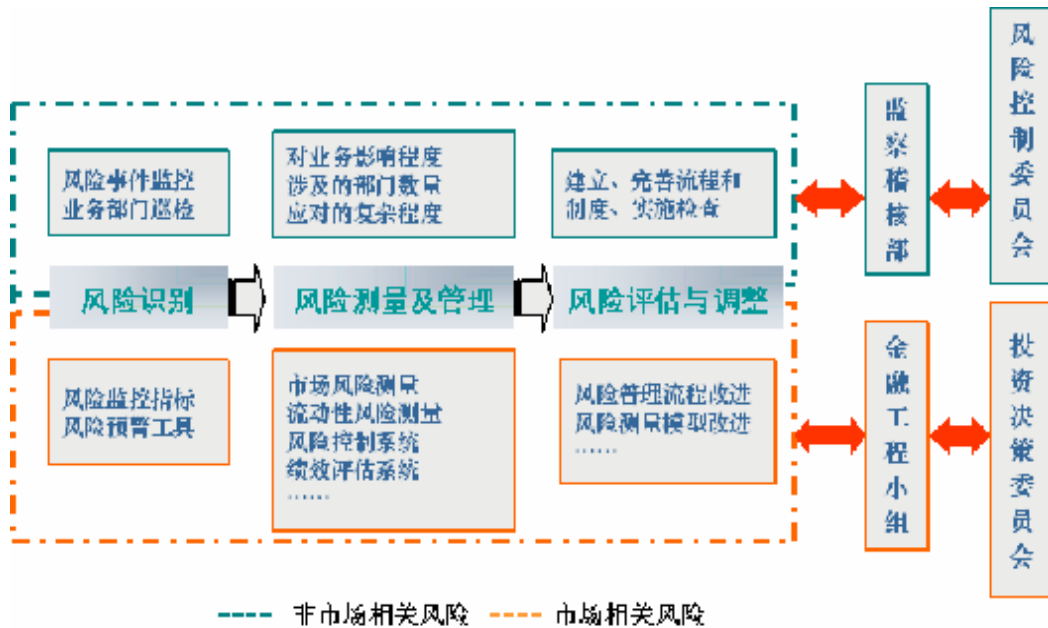 风险事件监控
业务部门巡检
对业务影响程度
涉及的部门数量
应对的复杂程度
建立、完善流程和
制度、实施检查
监察稽核部
风险控制委员会
风险识别
风险测量及管理
风险评估与调整
风险监控指标
风险预警工具
市场风险测量
流动性风险测量
风险控制系统
绩效评估系统
......
风险管理流程改进
风险测量模型改进
......
金融工程小组
投资决策委员会
非市场相关风险
市场相关风险